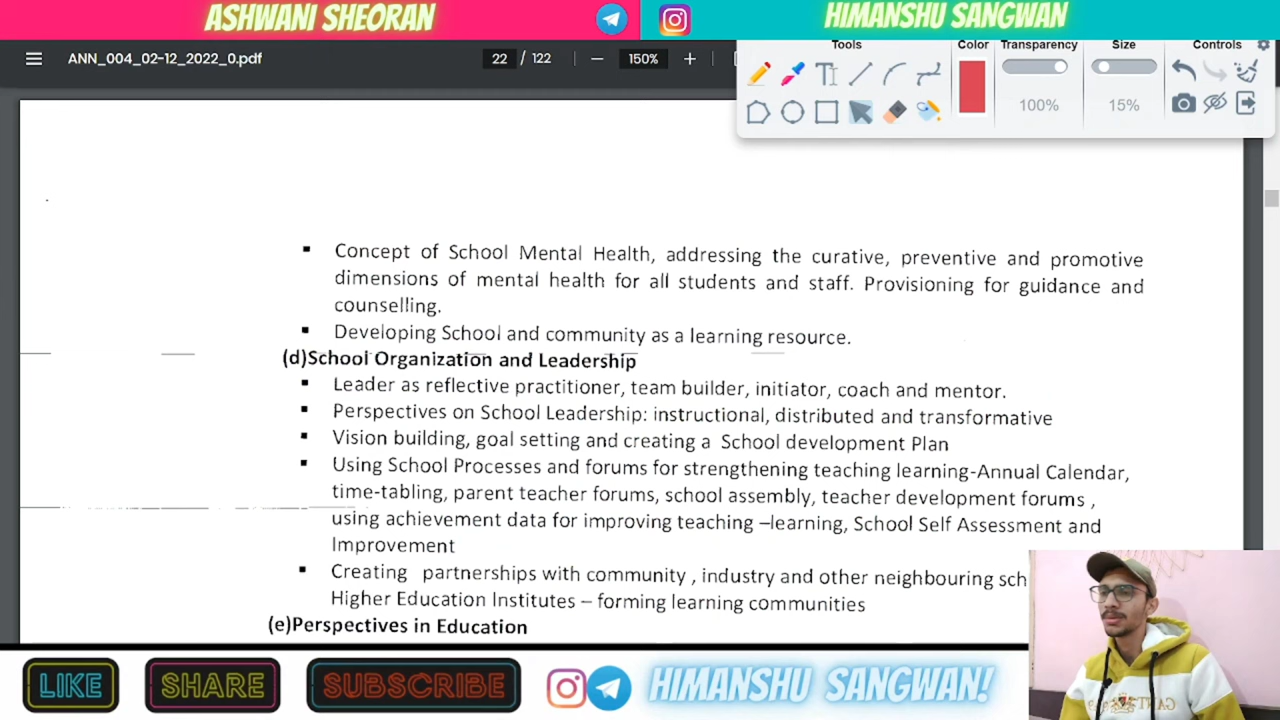 ASHWANI SHEORAN
HIMANSHU SANGWAN
ANN_004_02-12_2022_0.pdf
22 / 122
150%
Tools
Color
Transparency
Size
Controls
100%
15%
▪ Concept of School Mental Health, addressing the curative, preventive and promotive
dimensions of mental health for all students and staff. Provisioning for guidance and
counselling.
▪ Developing School and community as a learning resource.
(d)School Organization and Leadership
▪ Leader as reflective practitioner, team builder, initiator, coach and mentor.
▪ Perspectives on School Leadership: instructional, distributed and transformative
▪ Vision building, goal setting and creating a School development Plan
▪ Using School Processes and forums for strengthening teaching learning-Annual Calendar,
time-tabling, parent teacher forums, school assembly, teacher development forums ,
using achievement data for improving teaching –learning, School Self Assessment and
Improvement
▪ Creating partnerships with community , industry and other neighbouring sch
Higher Education Institutes – forming learning communities
(e)Perspectives in Education
LIKE
SHARE
SUBSCRIBE
HIMANSHU SANGWAN!